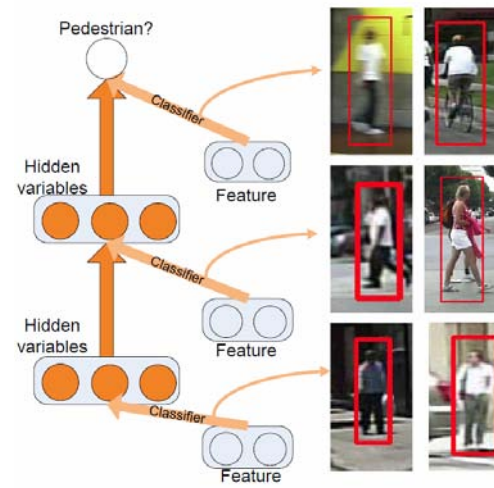 Pedestrian?
Classifier
Feature
Hidden
variables
Classifier
Feature
Hidden
variables
Classifier
Feature